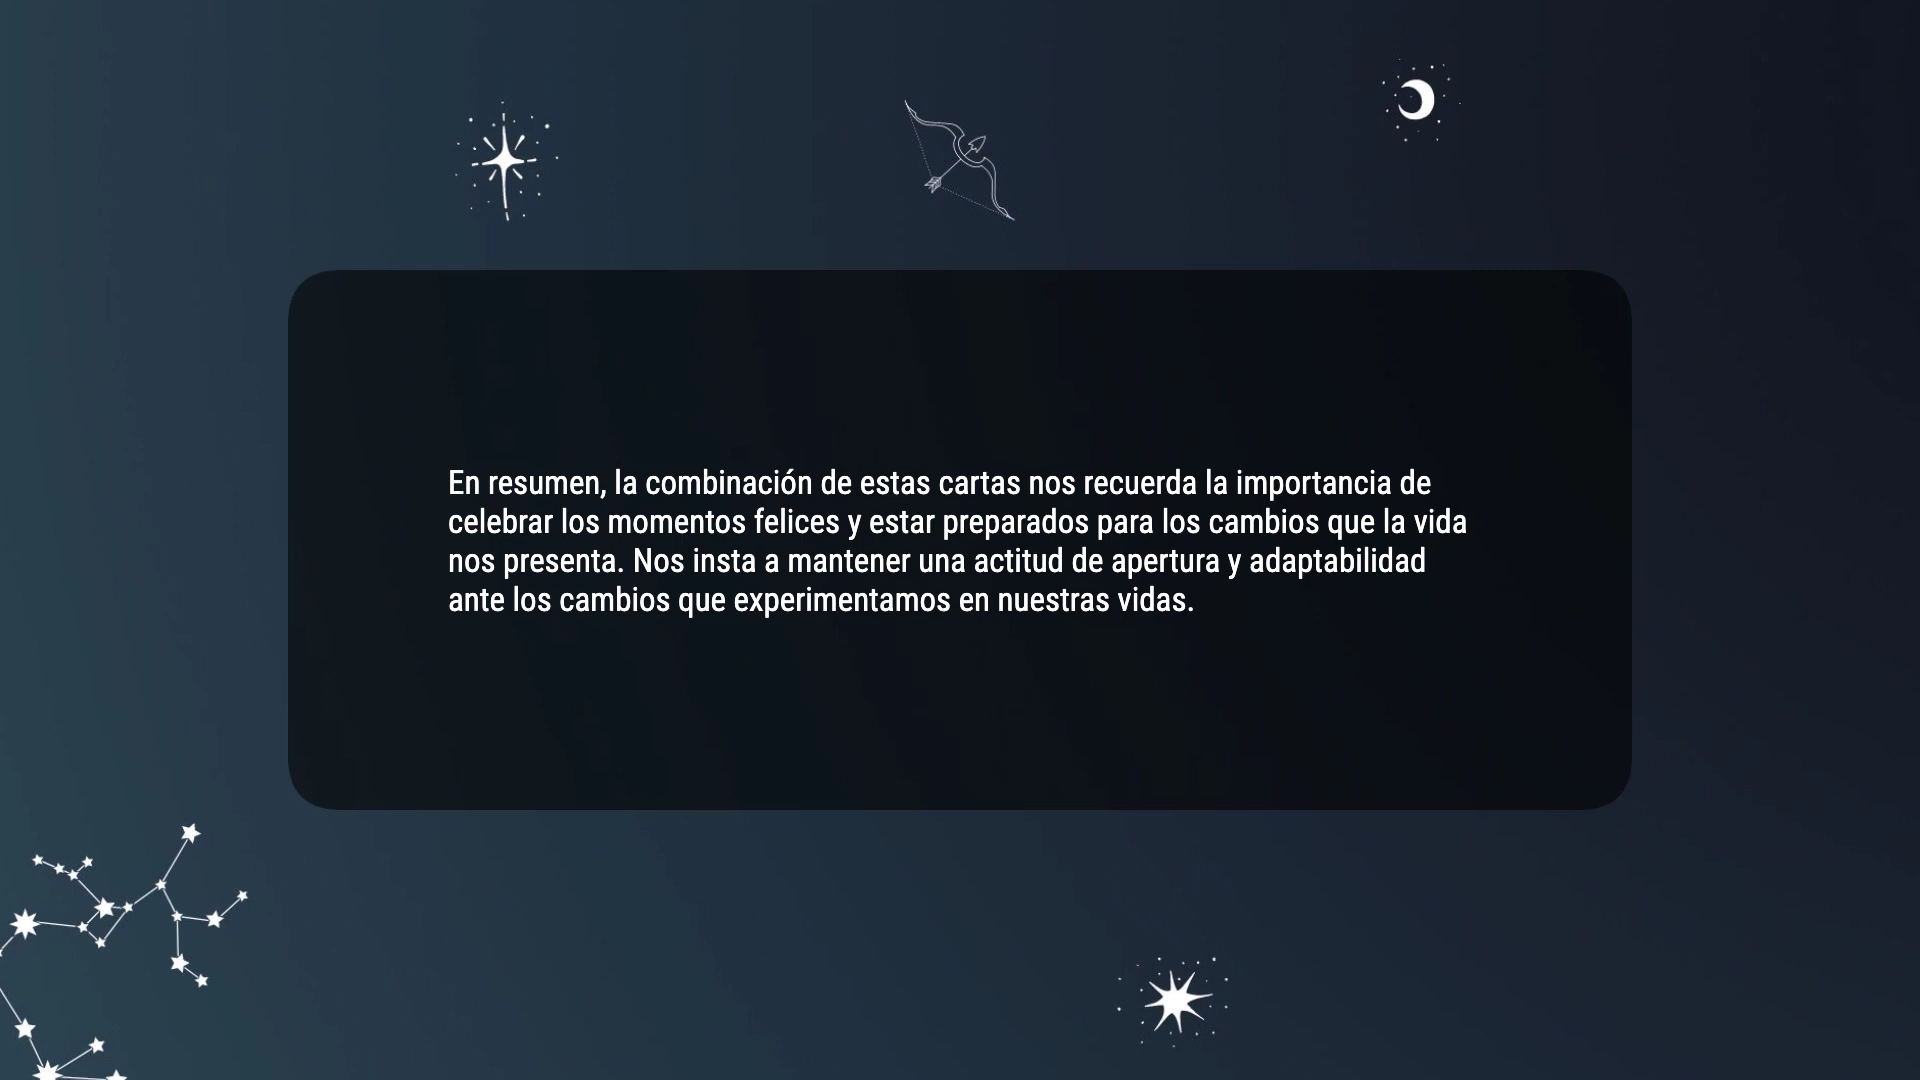 En resumen, la combinación de estas cartas nos recuerda la importancia de
celebrar los momentos felices y estar preparados para los cambios que la vida
nos presenta. Nos insta a mantener una actitud de apertura y adaptabilidad
ante los cambios que experimentamos en nuestras vidas.